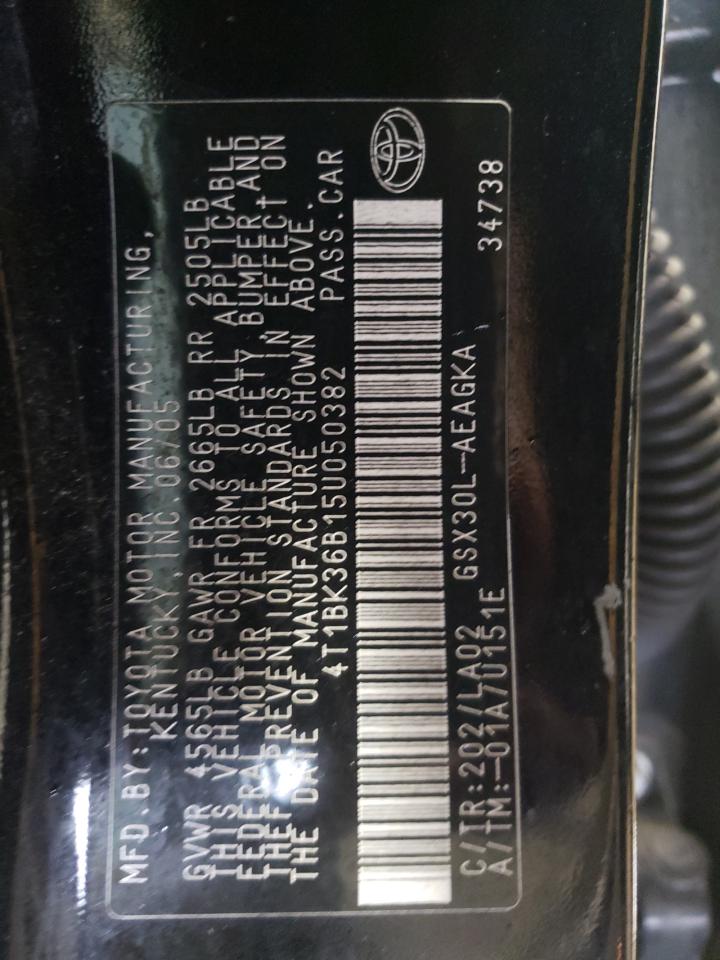 MFD.BY:TOYOTA MOTOR MANUFACTURING,
KENTUCKY, INC.06/05
GVWR 4565LB GAWR FR 2665LB RR 2505LB
THIS VEHICLE CONFORMS TO ALL APPLICABLE
FEDERAL MOTOR VEHICLE SAFETY BUMPER,AND
THEFT PREVENTION STANDARDS IN EFFECT ON
THE DATE OF MANUFACTURE SHOWN ABOVE.
4T1BK36B15U050382 PASS.CAR
C/TR:202/LA02 GSX30L-AEAGKA 34738
A/TM:-01A/U151E